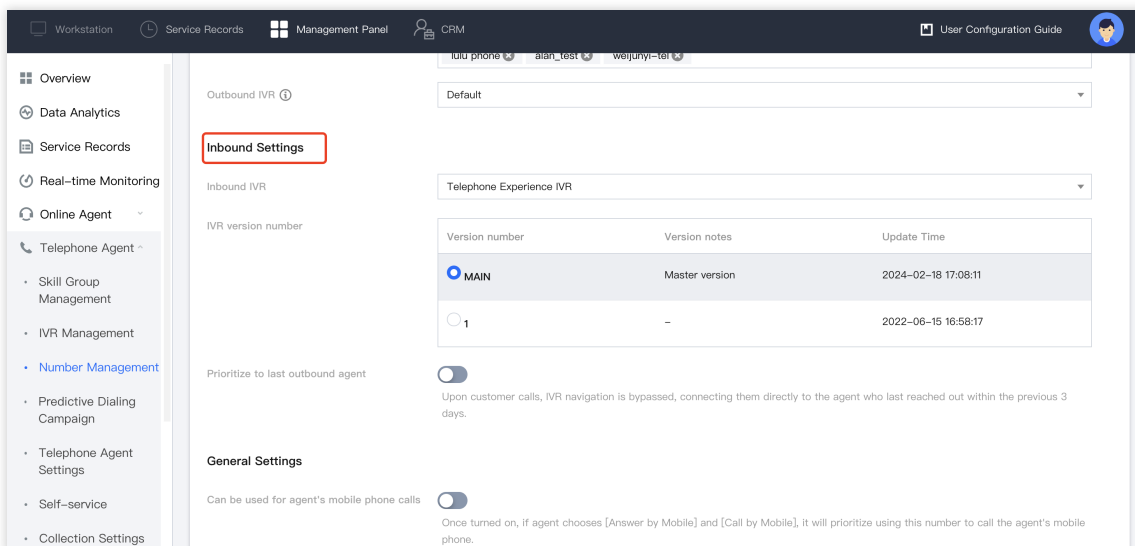 Workstation
Service Records
Management Panel
CRM
User Configuration Guide
Overview
Data Analytics
Service Records
Real-time Monitoring
Online Agent
Telephone Agent
Skill Group
Management
IVR Management
Number Management
Predictive Dialing
Campaign
Telephone Agent
Settings
Self-service
Collection Settings
lulu phone alan_test weijunyi-tel
Outbound IVR Default
Inbound Settings
Inbound IVR Telephone Experience IVR
IVR version number
Version number Version notes Update Time
MAIN Master version 2024-02-18 17:08:11
1 – 2022-06-15 16:58:17
Prioritize to last outbound agent
Upon customer calls, IVR navigation is bypassed, connecting them directly to the agent who last reached out within the previous 3
days.
General Settings
Can be used for agent's mobile phone calls
Once turned on, if agent chooses [Answer by Mobile] and [Call by Mobile], it will prioritize using this number to call the agent's mobile
phone.